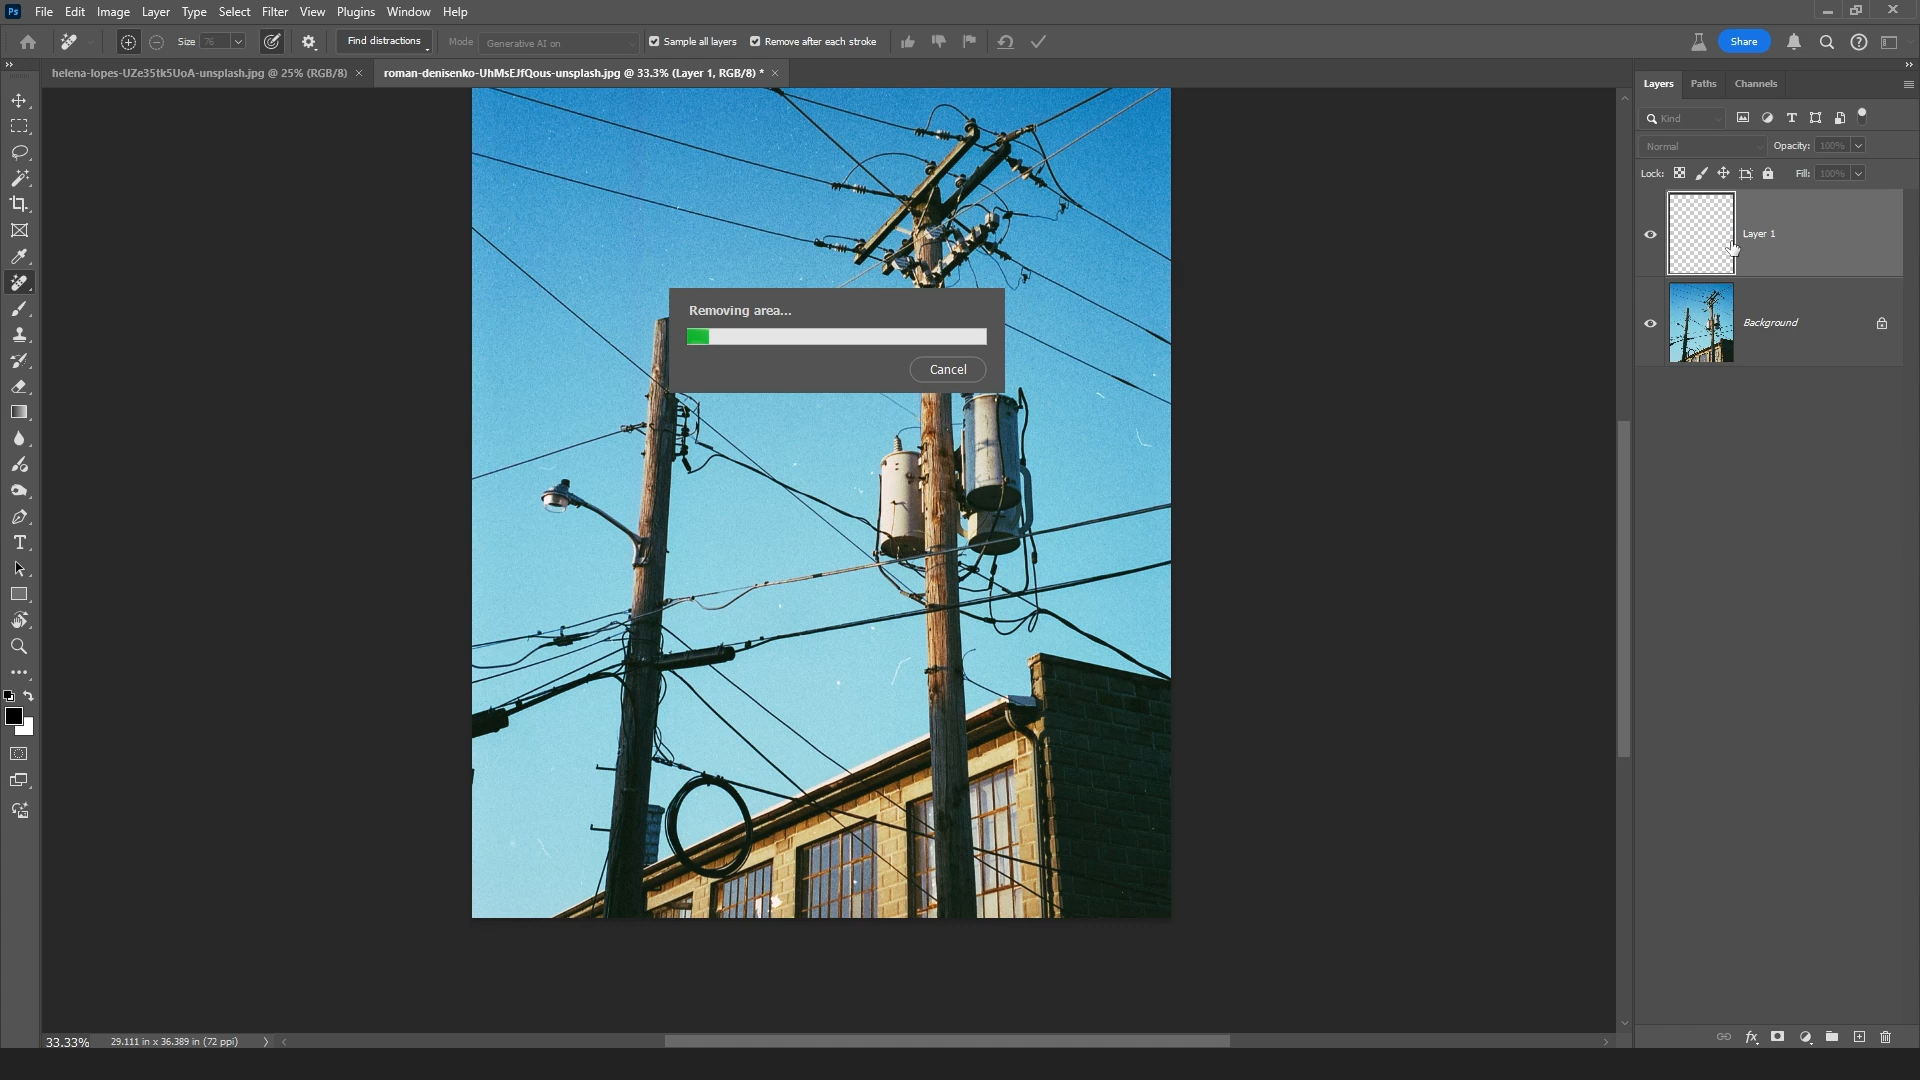 Ps File Edit Image Layer Type Select Filter View Plugins Window Help
Size 76 Find distractions Mode Generative AI on Sample all layers Remove after each stroke Share
helena-lopes-UZe35tk5UoA-unsplash.jpg @ 25% (RGB/8) × roman-denisenko-UhMsEJfQous-unsplash.jpg @ 33.3% (Layer 1, RGB/8) * ×
Layers Paths Channels
Kind
Normal Opacity: 100%
Lock: Fill: 100%
Layer 1
Removing area...
Background
Cancel
33.33% 29.111 in x 36.389 in (72 ppi)